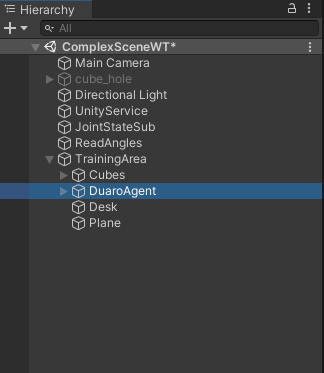 Hierarchy
All
ComplexSceneWT*
Main Camera
cube_hole
Directional Light
UnityService
JointStateSub
ReadAngles
TrainingArea
Cubes
DuaroAgent
Desk
Plane